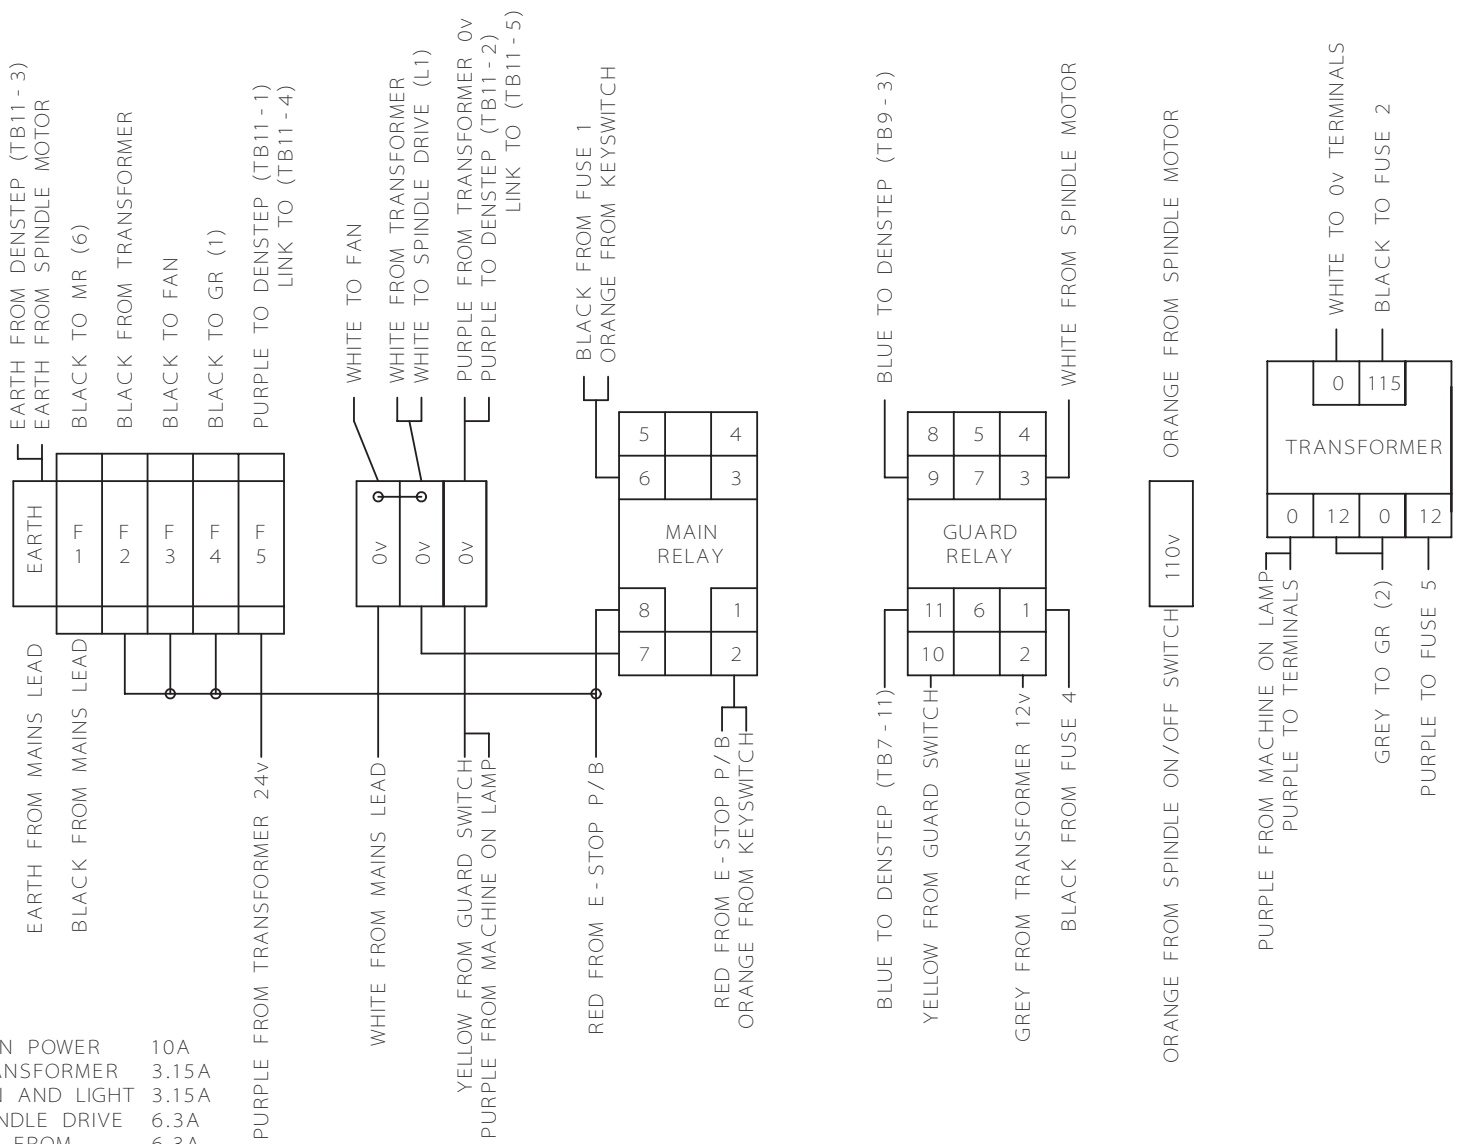 EARTH FROM DENSTEP (TB11 - 3)
EARTH FROM SPINDLE MOTOR
BLACK TO MR (6)
BLACK FROM TRANSFORMER
BLACK TO FAN
BLACK TO GR (1)
PURPLE TO DENSTEP (TB11 - 1)
LINK TO (TB11 - 4)
EARTH
F 1
F 2
F 3
F 4
F 5
EARTH FROM MAINS LEAD
BLACK FROM MAINS LEAD
PURPLE FROM TRANSFORMER 24v
WHITE TO FAN
WHITE FROM TRANSFORMER
WHITE TO SPINDLE DRIVE (L1)
PURPLE FROM TRANSFORMER 0v
PURPLE TO DENSTEP (TB11 - 2)
LINK TO (TB11 - 5)
0v
0v
0v
WHITE FROM MAINS LEAD
YELLOW FROM GUARD SWITCH
PURPLE FROM MACHINE ON LAMP
BLACK FROM FUSE 1
ORANGE FROM KEYSWITCH
5 4
6 3
MAIN
RELAY
8 1
7 2
RED FROM E - STOP P/B
RED FROM E - STOP P/B
ORANGE FROM KEYSWITCH
BLUE TO DENSTEP (TB9 - 3)
WHITE FROM SPINDLE MOTOR
8 5 4
9 7 3
GUARD
RELAY
11 6 1
10 2
BLUE TO DENSTEP (TB7 - 11)
YELLOW FROM GUARD SWITCH
GREY FROM TRANSFORMER 12v
BLACK FROM FUSE 4
ORANGE FROM SPINDLE MOTOR
110v
ORANGE FROM SPINDLE ON/OFF SWITCH
WHITE TO 0v TERMINALS
BLACK TO FUSE 2
0 115
TRANSFORMER
0 12 0 12
PURPLE FROM MACHINE ON LAMP
PURPLE TO TERMINALS
GREY TO GR (2)
PURPLE TO FUSE 5
N POWER 10A
ANSFORMER 3.15A
N AND LIGHT 3.15A
NDLE DRIVE 6.3A
FROM 6.3A